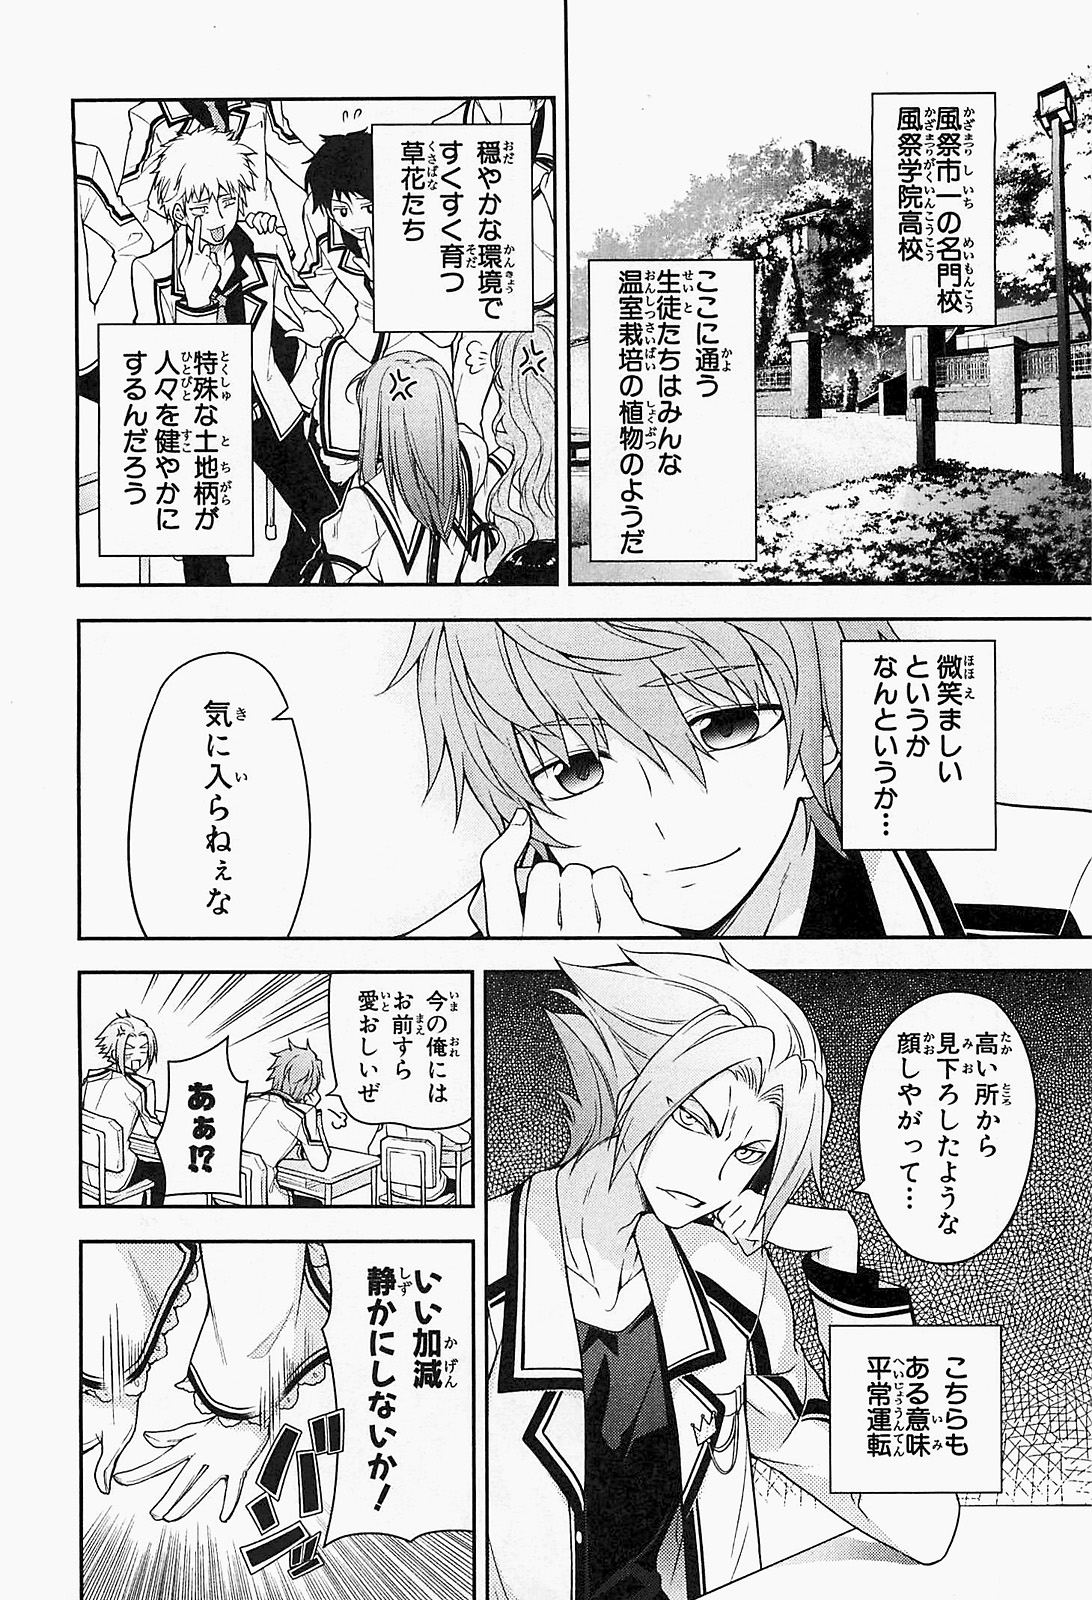 風祭市一の名門校
風祭学院高校
ここに通う
生徒たちはみんな
温室栽培の植物のようだ
穏やかな環境で
すくすく育つ
草花たち
特殊な土地柄が
人々を健やかに
するんだろう
微笑ましい
というか
なんというか…
気に入らねぇな
高い所から
見下ろしたような
顔しやがって…
こちらも
ある意味
平常運転
今の俺には
お前すら
愛おしいぜ
あぁ!?
いい加減
静かにしないか!
バンッ